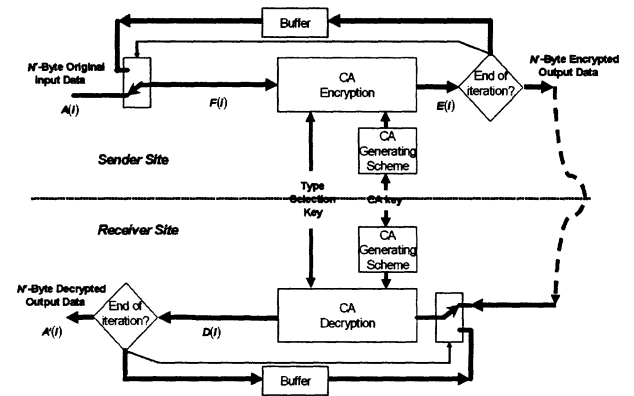 Buffer
N'-Byte Original
Input Data
A(I)
F(I)
CA
Encryption
E(I)
End of
iteration?
N'-Byte Encrypted
Output Data
CA
Generating
Scheme
Sender Site
Type
Selection
Key
CA key
Receiver Site
CA
Generating
Scheme
N'-Byte Decrypted
Output Data
A'(I)
End of
iteration?
D(I)
CA
Decryption
Buffer